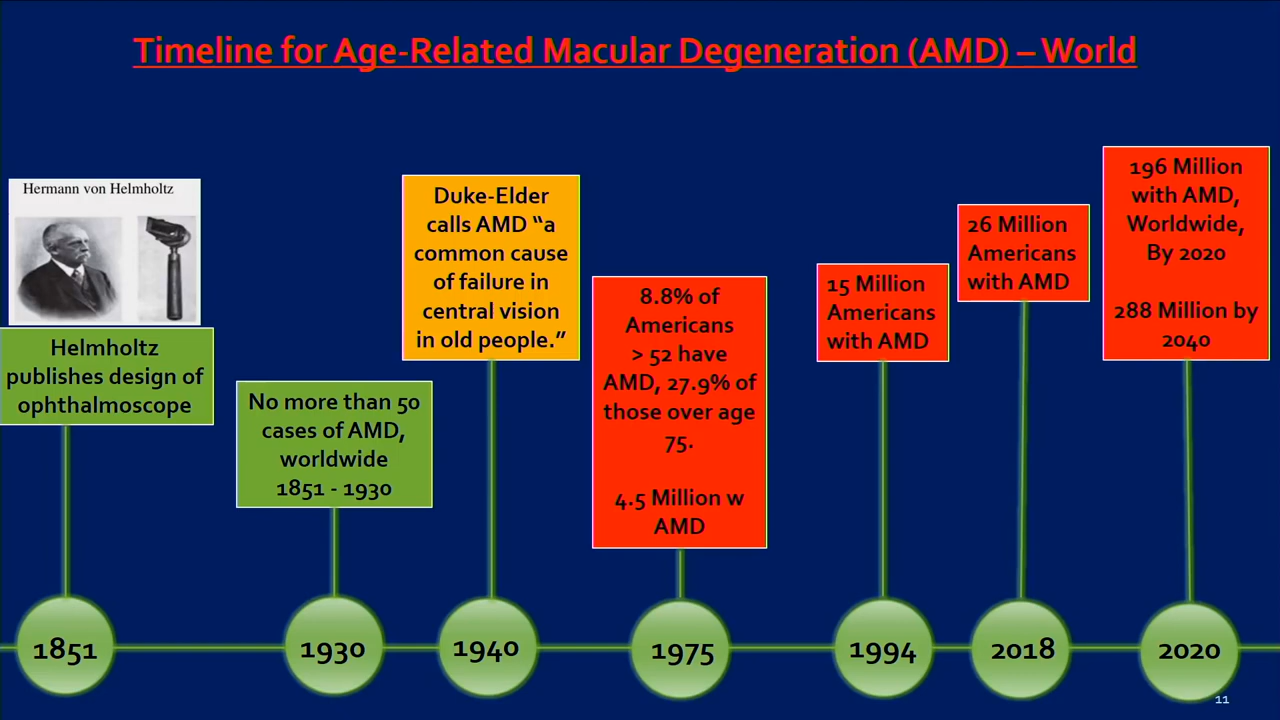 Timeline for Age-Related Macular Degeneration (AMD) – World
Hermann von Helmholtz
Helmholtz
publishes design of
ophthalmoscope
No more than 50
cases of AMD,
worldwide
1851 - 1930
Duke-Elder
calls AMD “a
common cause
of failure in
central vision
in old people.”
8.8% of
Americans
> 52 have
AMD, 27.9% of
those over age
75.
4.5 Million w
AMD
15 Million
Americans
with AMD
26 Million
Americans
with AMD
196 Million
with AMD,
Worldwide,
By 2020
288 Million by
2040
1851
1930
1940
1975
1994
2018
2020
11